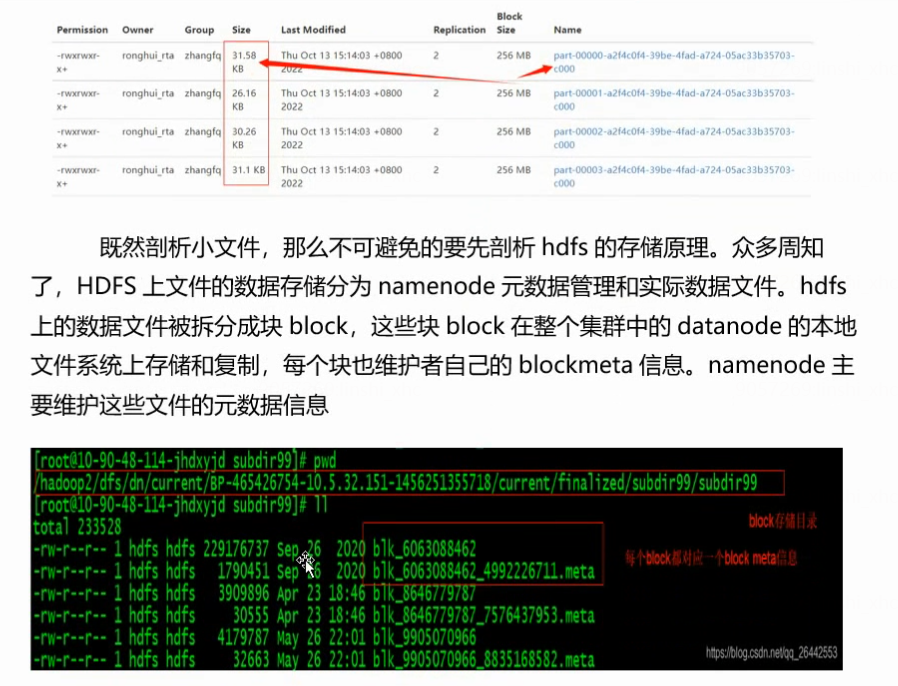 Permission Owner Group Size Last Modified Replication Block Size Name
-rwxrwxr-x+ ronghui_rta zhangfq 31.58 KB Thu Oct 13 15:14:03 +0800 2022 2 256 MB part-00000-a2f4c0f4-39be-4fad-a724-05ac33b35703-c000
-rwxrwxr-x+ ronghui_rta zhangfq 26.16 KB Thu Oct 13 15:14:03 +0800 2022 2 256 MB part-00001-a2f4c0f4-39be-4fad-a724-05ac33b35703-c000
-rwxrwxr-x+ ronghui_rta zhangfq 30.26 KB Thu Oct 13 15:14:03 +0800 2022 2 256 MB part-00002-a2f4c0f4-39be-4fad-a724-05ac33b35703-c000
-rwxrwxr-x+ ronghui_rta zhangfq 31.1 KB Thu Oct 13 15:14:03 +0800 2022 2 256 MB part-00003-a2f4c0f4-39be-4fad-a724-05ac33b35703-c000
既然剖析小文件，那么不可避免的要先剖析 hdfs 的存储原理。众多周知
了，HDFS 上文件的数据存储分为 namenode 元数据管理和实际数据文件。hdfs
上的数据文件被拆分成块 block，这些块 block 在整个集群中的 datanode 的本地
文件系统上存储和复制，每个块也维护者自己的 blockmeta 信息。namenode 主
要维护这些文件的元数据信息
[root@10-90-48-114-jhdxyjd subdir99]# pwd
/hadoop2/dfs/dn/current/BP-465426754-10.5.32.151-1456251355718/current/finalized/subdir99/subdir99
[root@10-90-48-114-jhdxyjd subdir99]# ll
total 233528
-rw-r--r-- 1 hdfs hdfs 229176737 Sep 26 2020 blk_6063088462
-rw-r--r-- 1 hdfs hdfs 1790451 Sep 26 2020 blk_6063088462_4992226711.meta
-rw-r--r-- 1 hdfs hdfs 3909896 Apr 23 18:46 blk_8646779787
-rw-r--r-- 1 hdfs hdfs 30555 Apr 23 18:46 blk_8646779787_7576437953.meta
-rw-r--r-- 1 hdfs hdfs 4179787 May 26 22:01 blk_9905070966
-rw-r--r-- 1 hdfs hdfs 32663 May 26 22:01 blk_9905070966_8835168582.meta
block存储目录
每个block都对应一个block meta信息
https://blog.csdn.net/qq_26442553